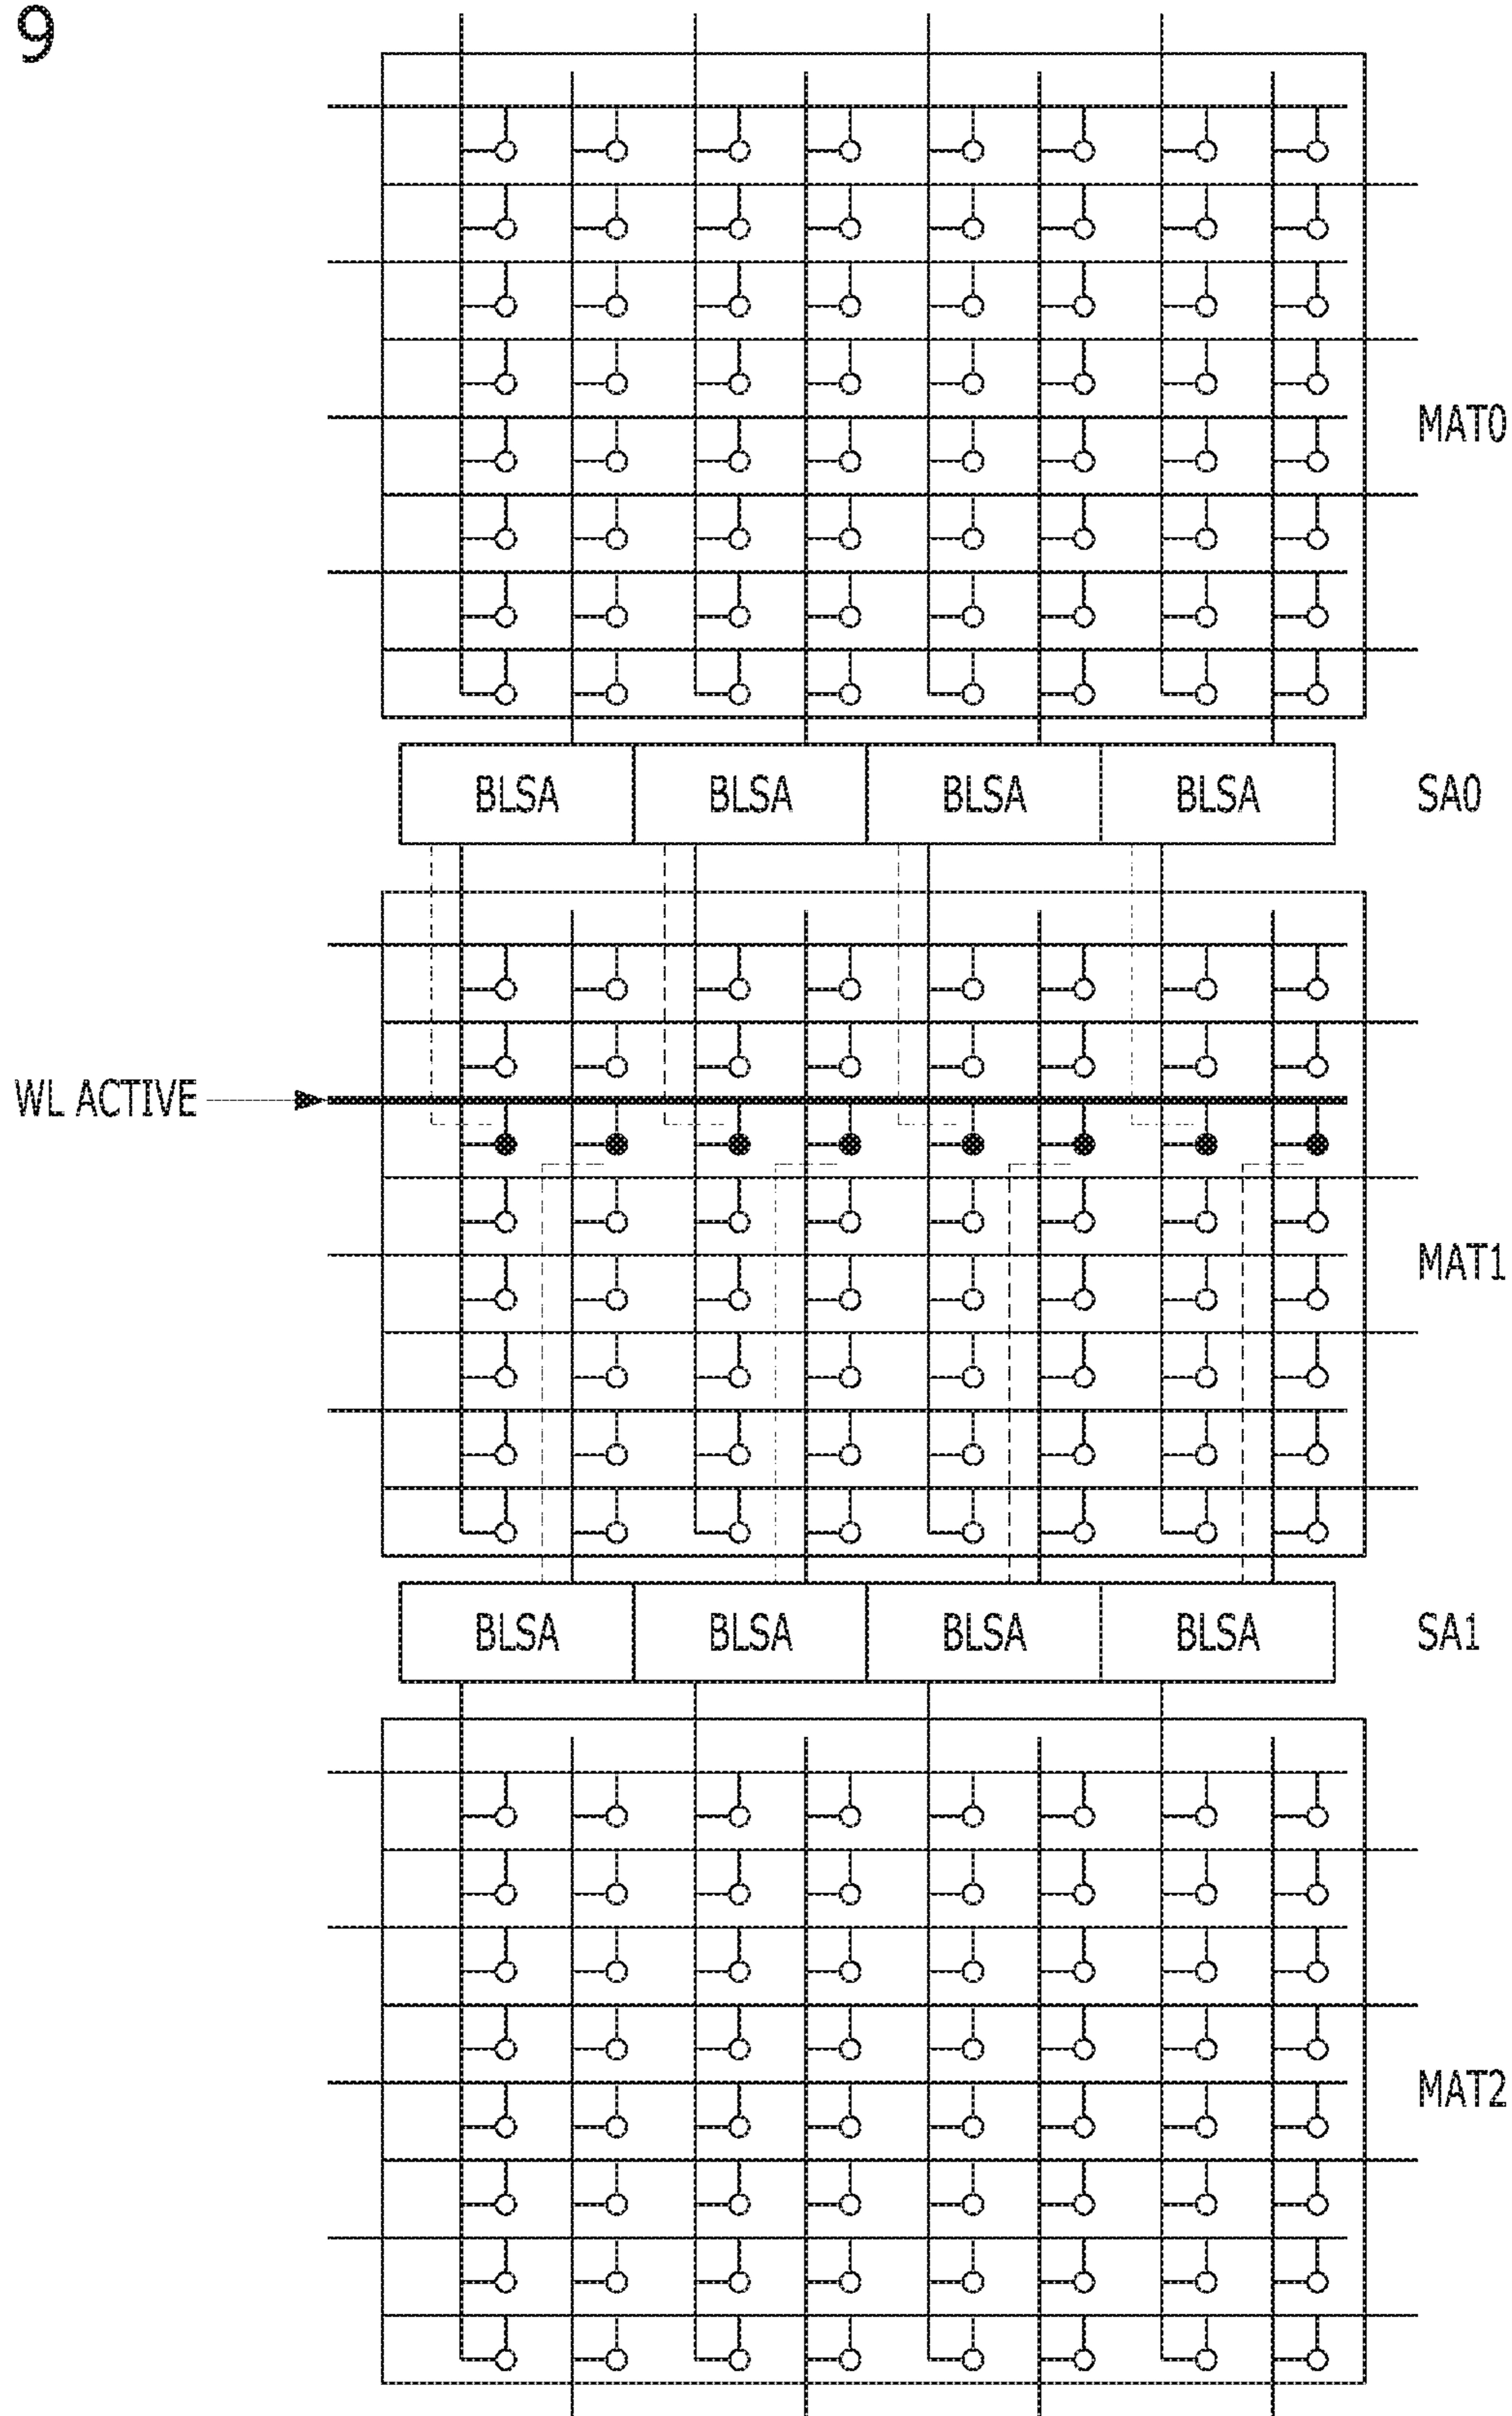 9
MAT0
BLSA BLSA BLSA BLSA SA0
WL ACTIVE
MAT1
BLSA BLSA BLSA BLSA SA1
MAT2